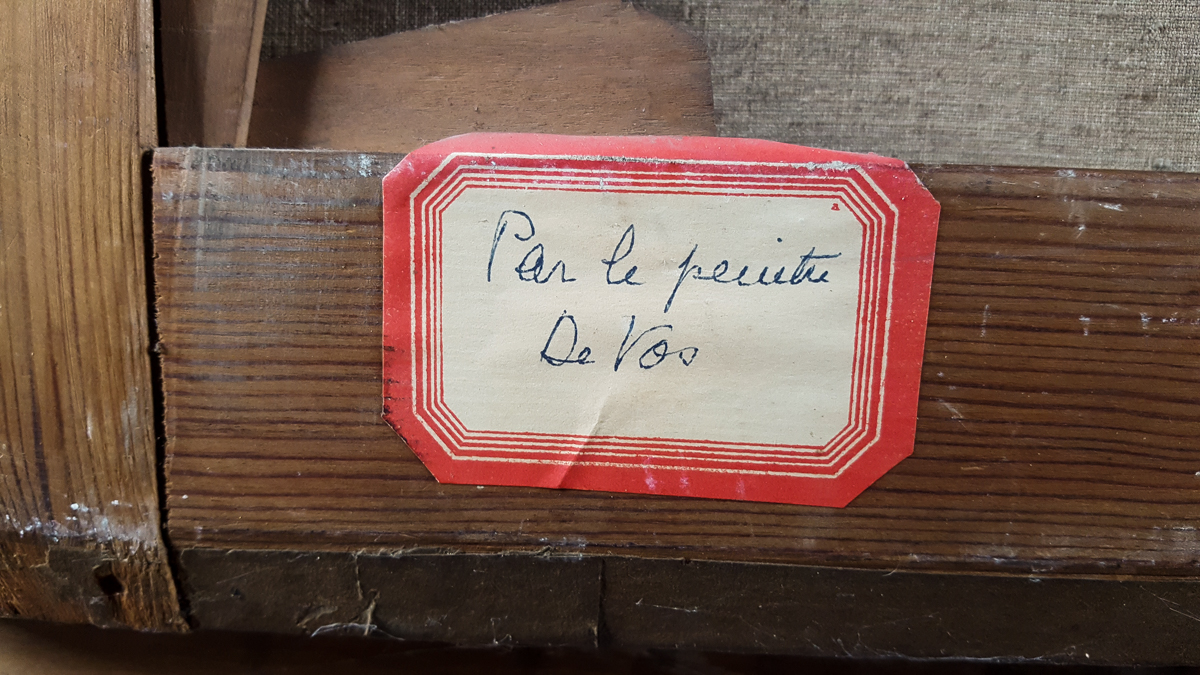 a
Par le peintre
De Vos